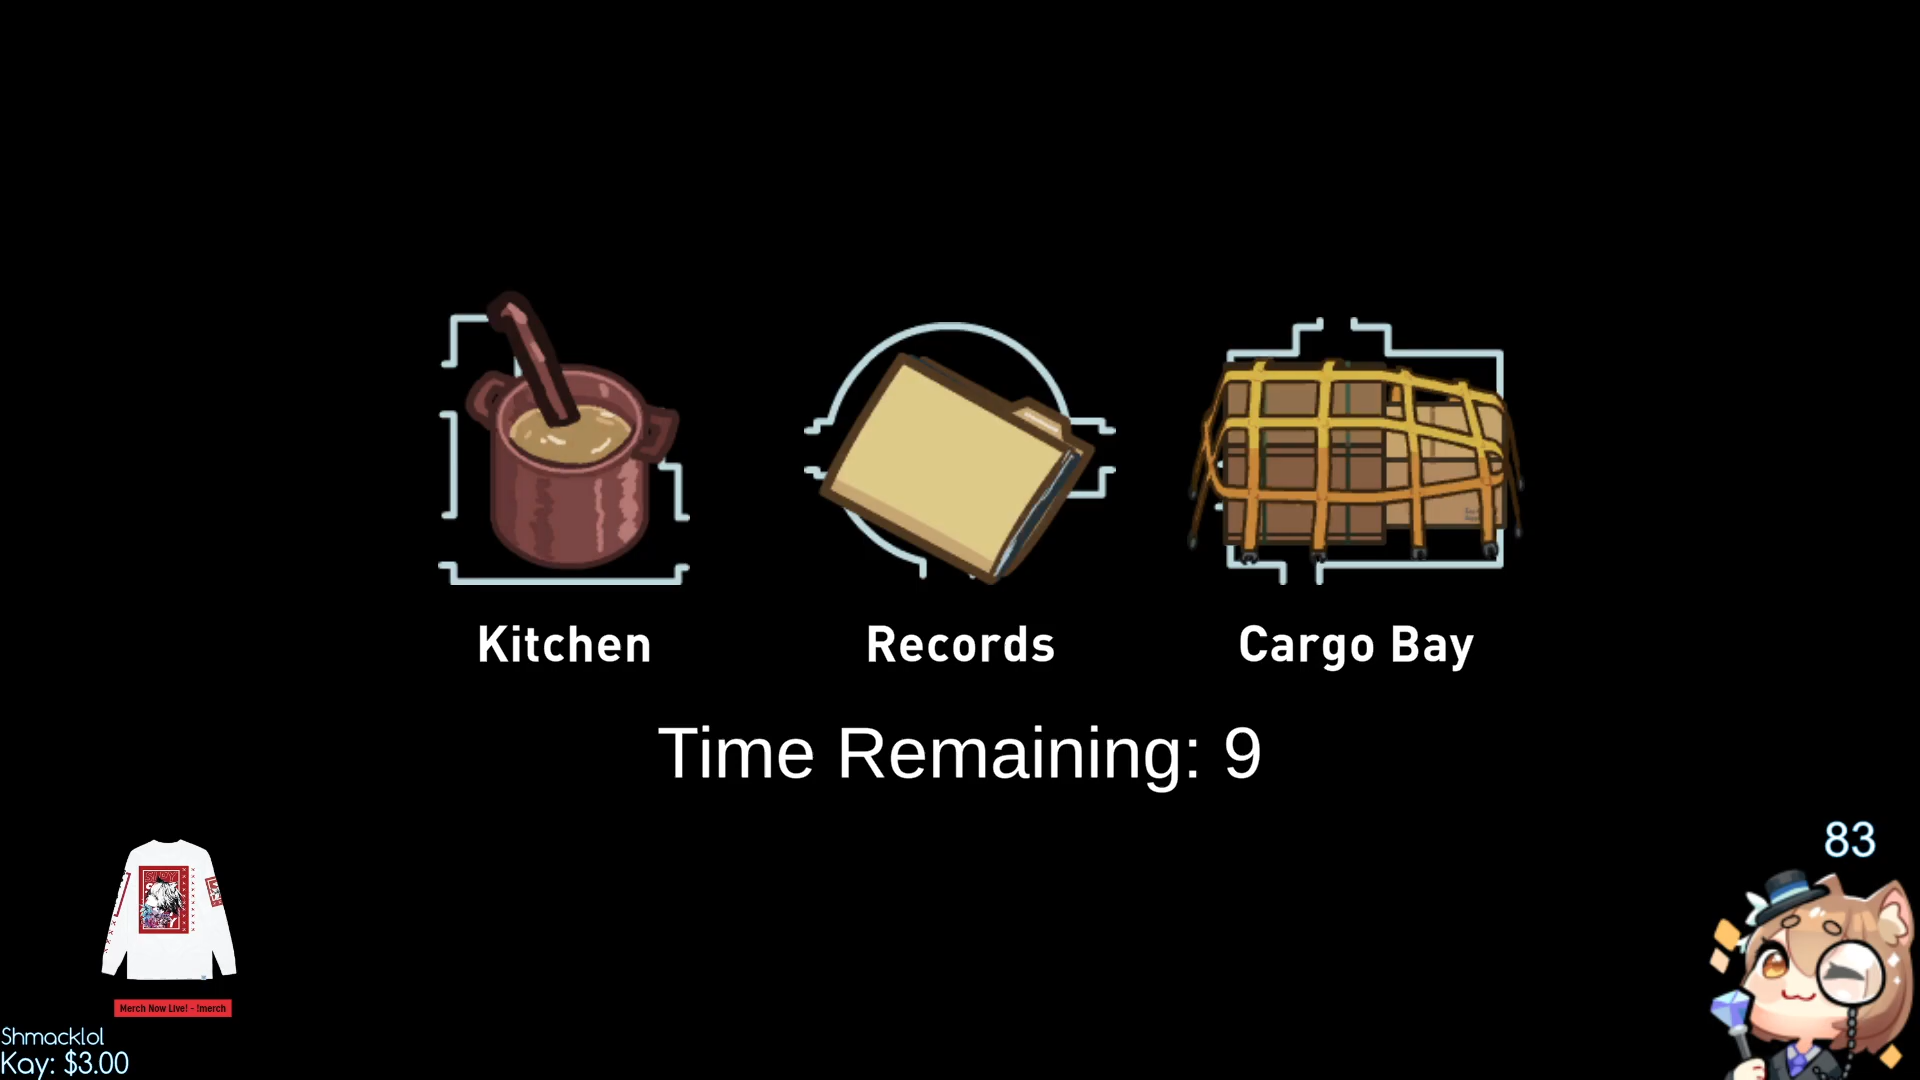 Kitchen
Records
Cargo Bay
Time Remaining: 9
83
Merch Now Live! - !merch
Shmacklol
Kay: $3.00